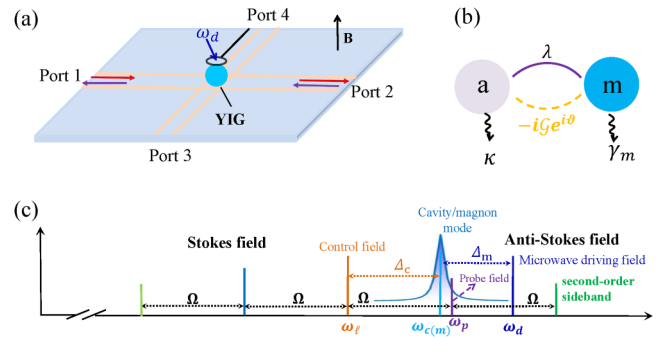 (a)
Port 4
ω_d
B
Port 1
Port 2
YIG
Port 3
(b)
λ
a
m
-i𝒢e^{iϑ}
κ
γ_m
(c)
Cavity/magnon
mode
Stokes field
Anti-Stokes field
Control field
Microwave driving field
Δ_c
Δ_m
Probe field
second-order
sideband
Ω
Ω
Ω
Ω
ω_ℓ
ω_{c(m)}
ω_p
ω_d